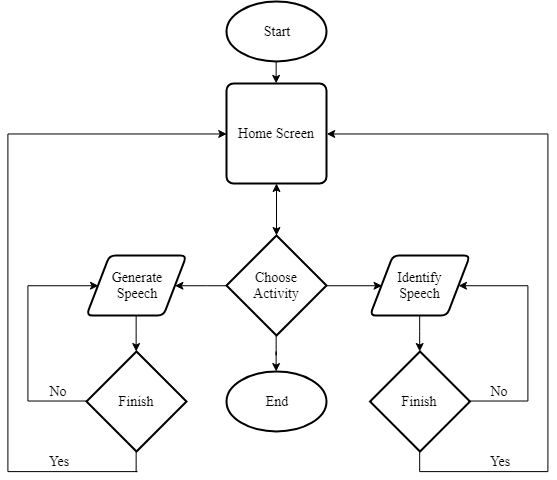 Start
Home Screen
Generate
Speech
Choose
Activity
Identify
Speech
No
Finish
End
Finish
No
Yes
Yes